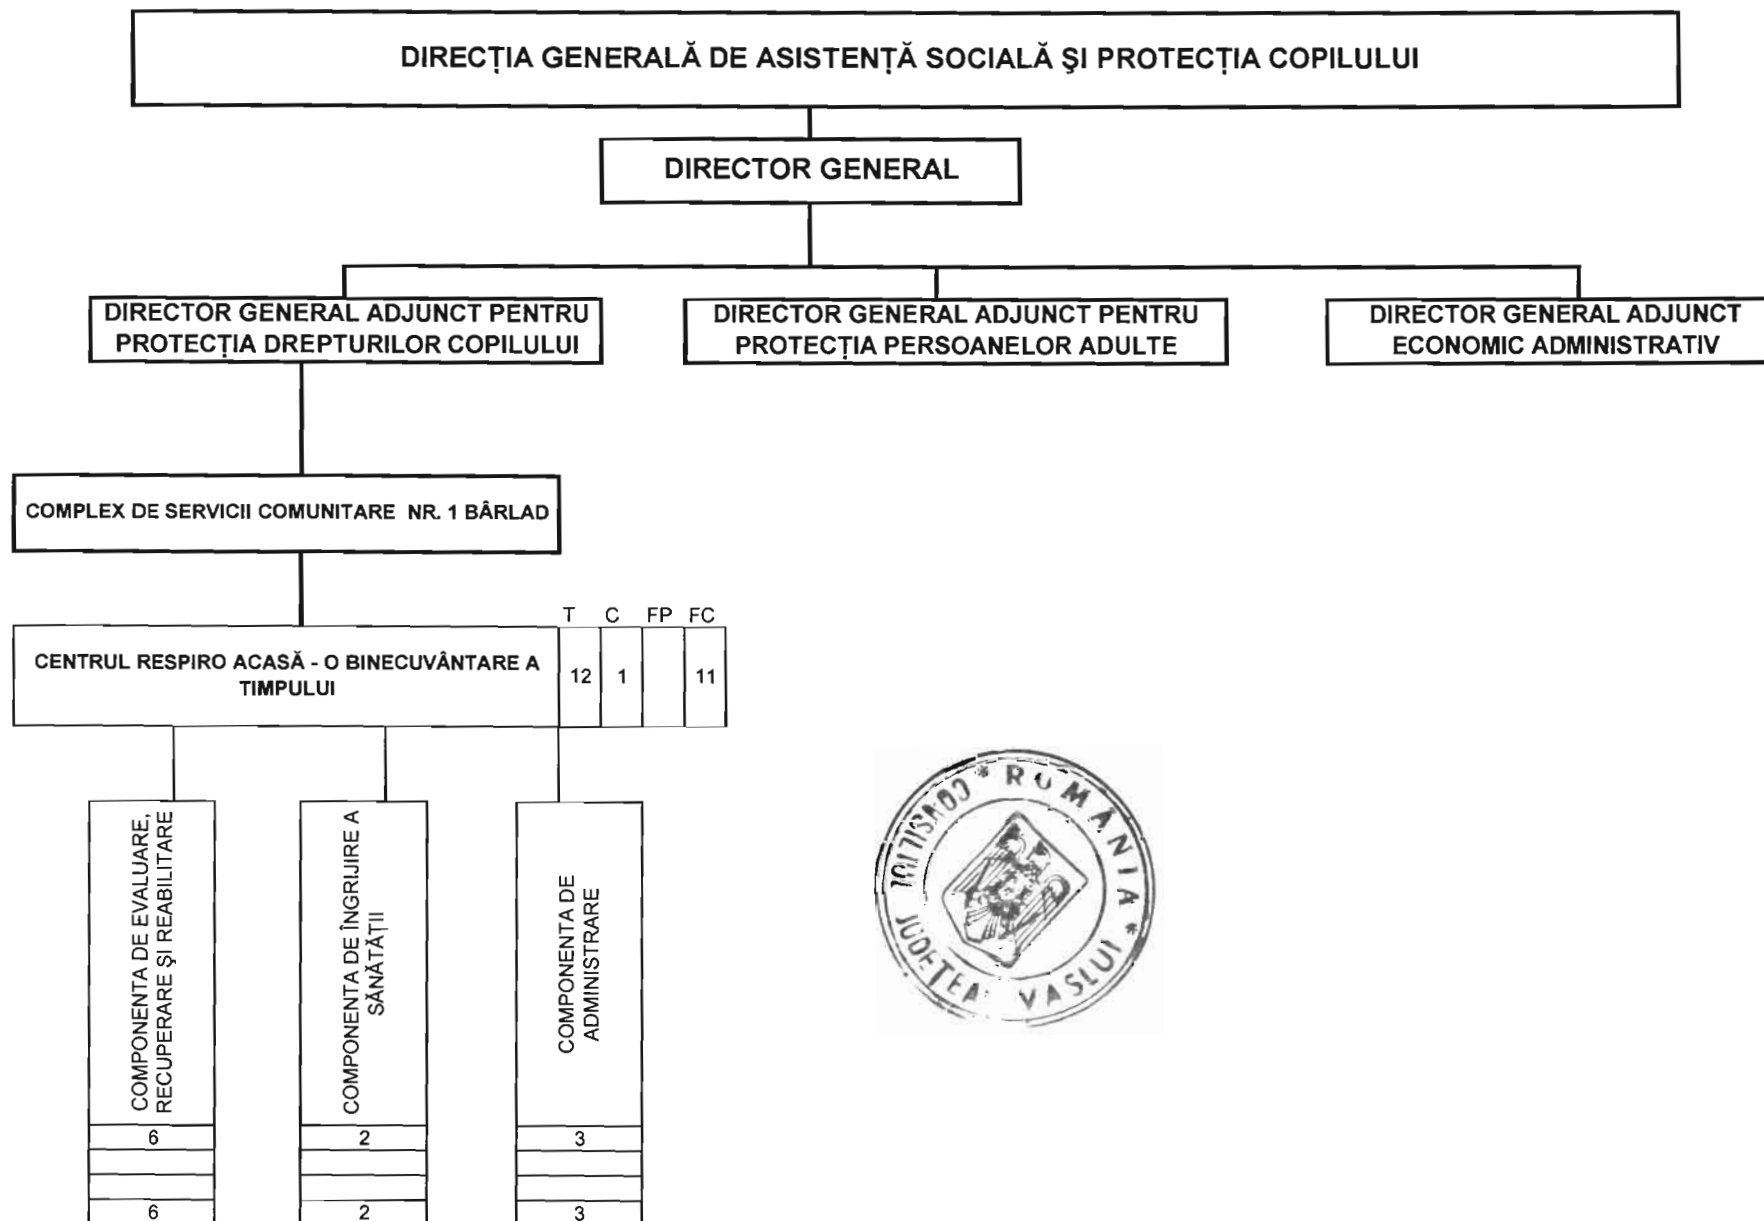 DIRECȚIA GENERALĂ DE ASISTENȚĂ SOCIALĂ ŞI PROTECȚIA COPILULUI
DIRECTOR GENERAL
DIRECTOR GENERAL ADJUNCT PENTRU
PROTECȚIA DREPTURILOR COPILULUI
DIRECTOR GENERAL ADJUNCT PENTRU
PROTECȚIA PERSOANELOR ADULTE
DIRECTOR GENERAL ADJUNCT
ECONOMIC ADMINISTRATIV
COMPLEX DE SERVICII COMUNITARE NR. 1 BÂRLAD
T C FP FC
CENTRUL RESPIRO ACASĂ - O BINECUVÂNTARE A
TIMPULUI
12 1 11
COMPONENTA DE EVALUARE,
RECUPERARE ŞI REABILITARE
COMPONENTA DE ÎNGRIJIRE A
SĂNĂTĂȚII
COMPONENTA DE
ADMINISTRARE
6 2 3
6 2 3
* ROMÂNIA *
CONSILIUL
JUDEȚEAN VASLUI